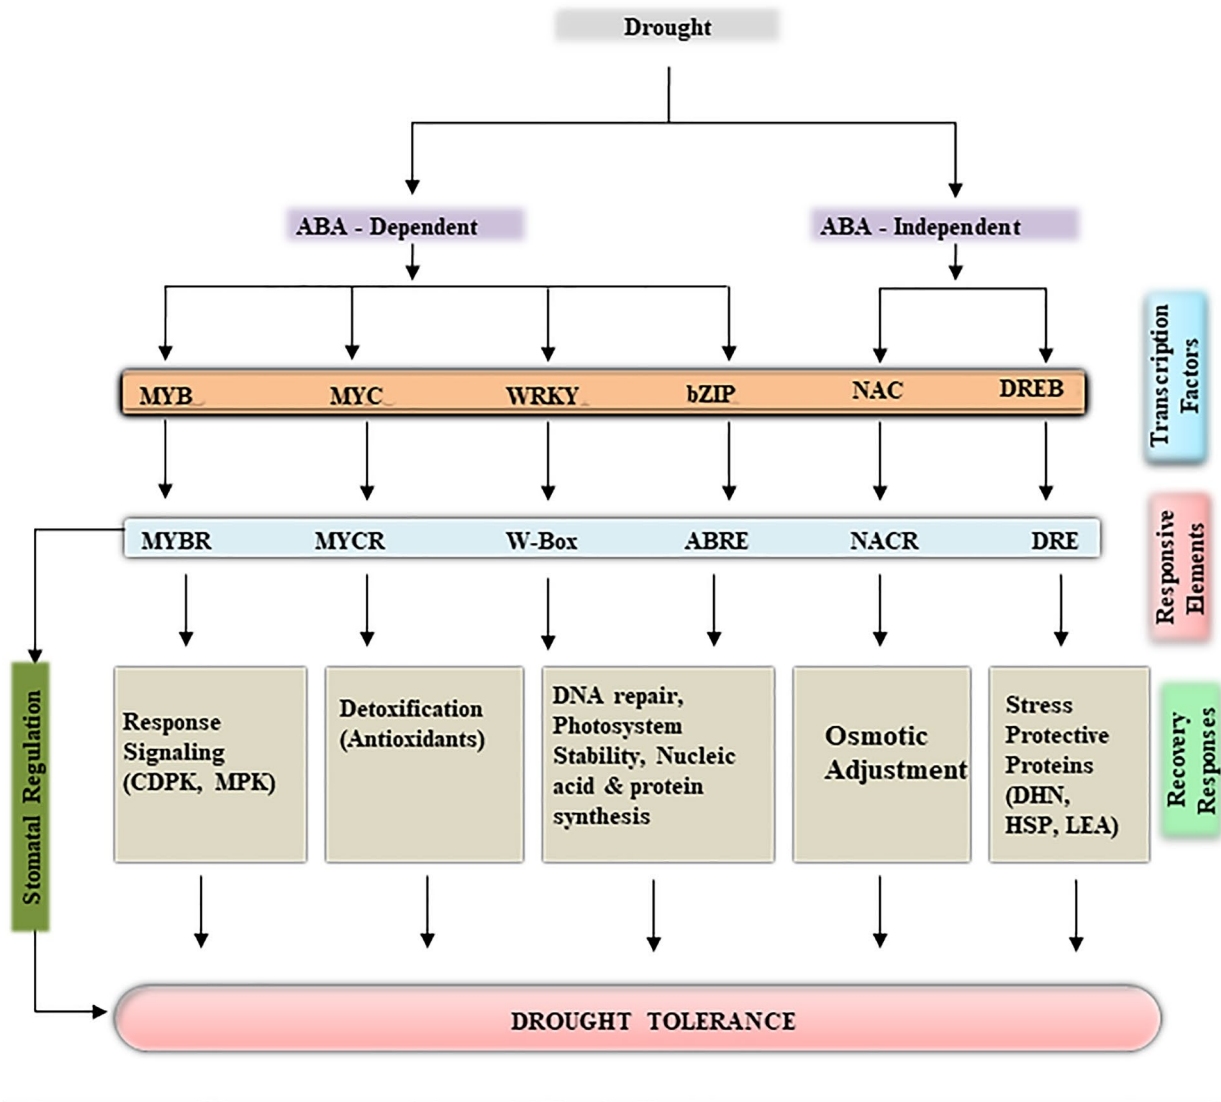 Drought
ABA - Dependent
ABA - Independent
MYB
MYC
WRKY
bZIP
NAC
DREB
Transcription
Factors
MYBR
MYCR
W-Box
ABRE
NACR
DRE
Responsive
Elements
Stomatal Regulation
Response
Signaling
(CDPK, MPK)
Detoxification
(Antioxidants)
DNA repair,
Photosystem
Stability, Nucleic
acid & protein
synthesis
Osmotic
Adjustment
Stress
Protective
Proteins
(DHN,
HSP, LEA)
Recovery
Responses
DROUGHT TOLERANCE